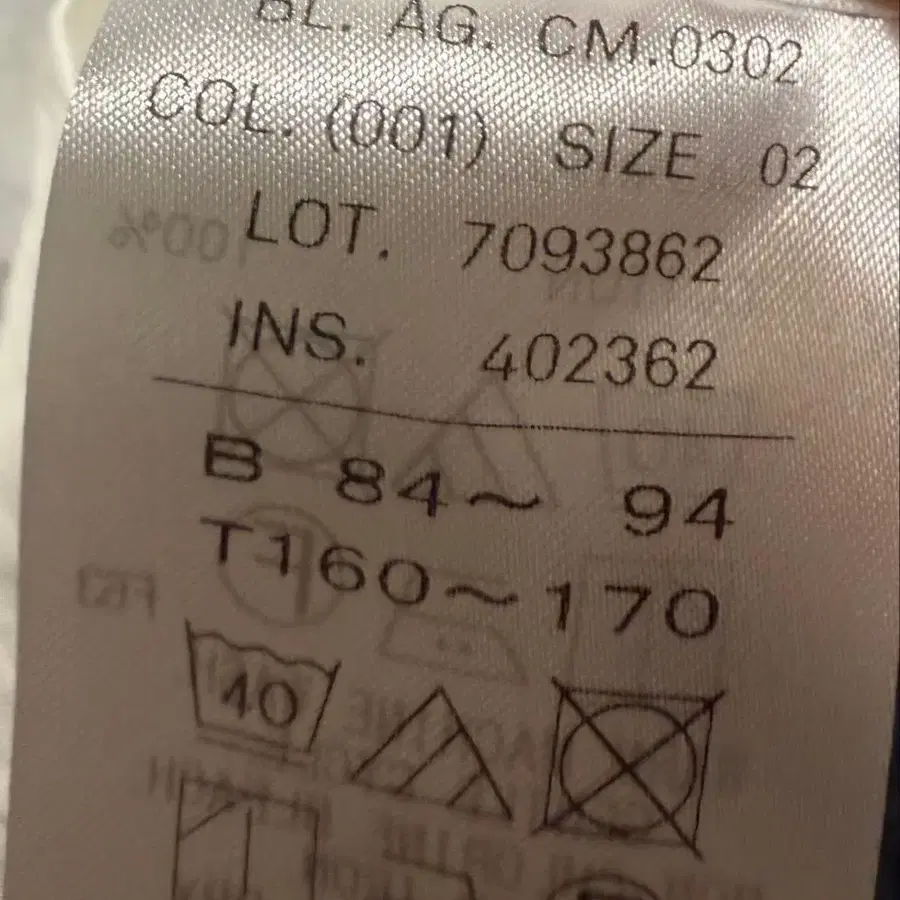 BL. AG. CM.0302
COL. (001) SIZE 02
LOT. 7093862
INS. 402362
B 84～ 94
T160～170
40